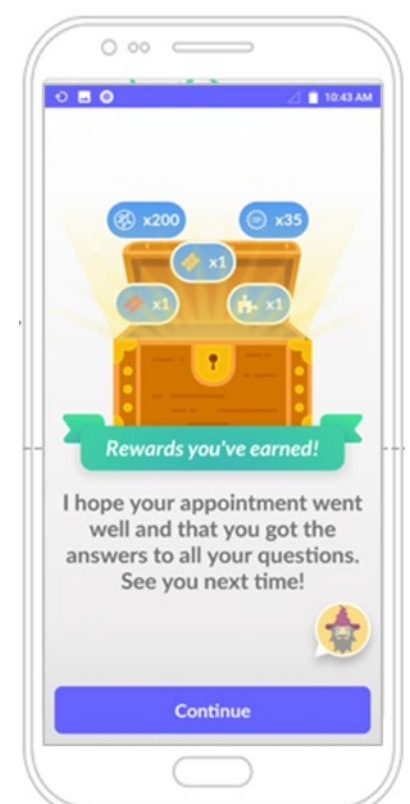 10:43 AM
x200
x35
x1
x1
x1
Rewards you've earned!
I hope your appointment went
well and that you got the
answers to all your questions.
See you next time!
Continue